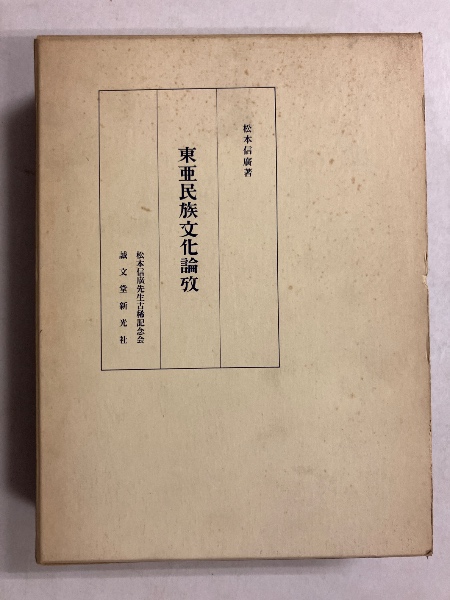 松本信廣著
東亜民族文化論攷
松本信廣先生古稀記念会
誠文堂新光社